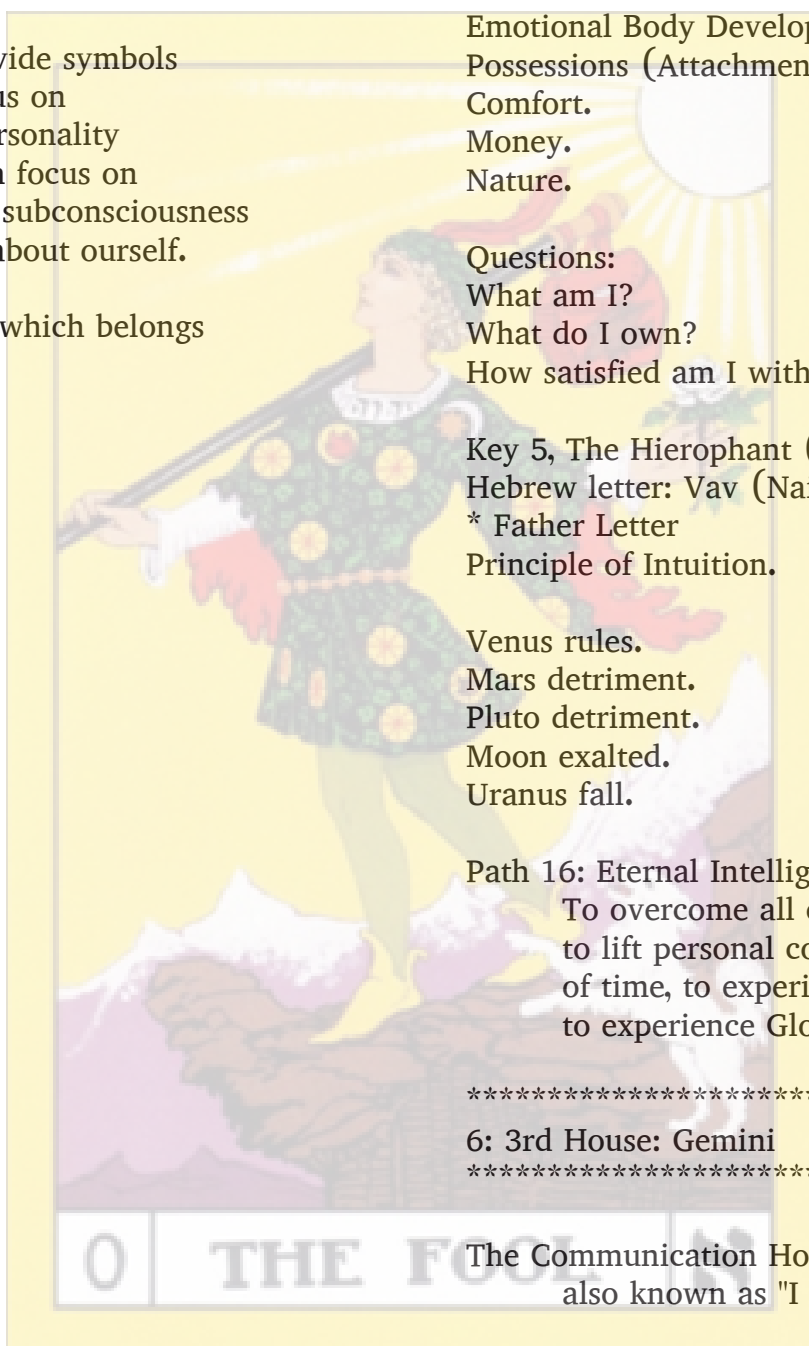 vide symbols
us on
rsonality
focus on
subconsciousness
about ourself.
which belongs
Emotional Body Develop
Possessions (Attachmen
Comfort.
Money.
Nature.
Questions:
What am I?
What do I own?
How satisfied am I with
Key 5, The Hierophant (
Hebrew letter: Vav (Nai
* Father Letter
Principle of Intuition.
Venus rules.
Mars detriment.
Pluto detriment.
Moon exalted.
Uranus fall.
Path 16: Eternal Intellig
To overcome all
to lift personal co
of time, to experi
to experience Glo
************************
6: 3rd House: Gemini
************************
The Communication Ho
also known as "I
0 THE FOOL א